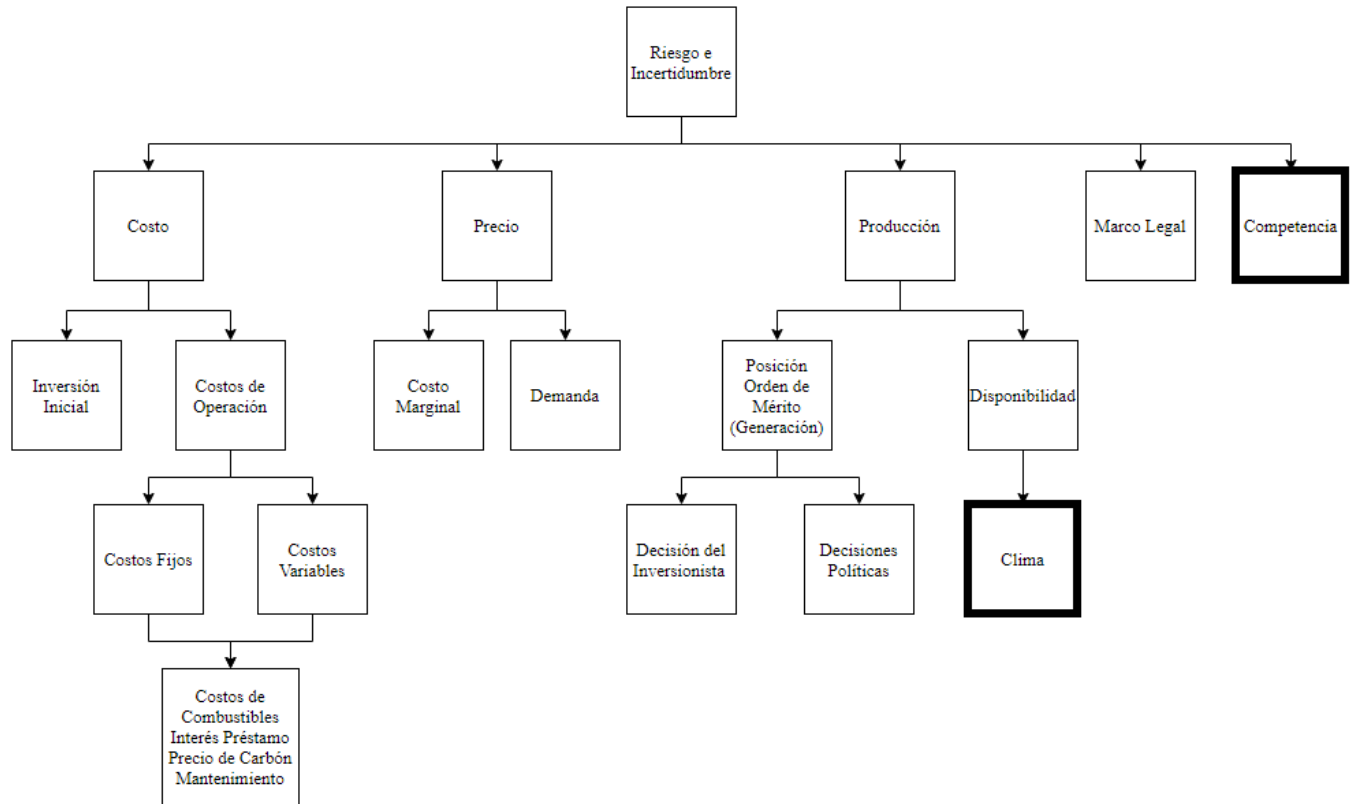 Riesgo e
Incertidumbre
Costo
Precio
Producción
Marco Legal
Competencia
Inversión
Inicial
Costos de
Operación
Costo
Marginal
Demanda
Posición
Orden de
Mérito
(Generación)
Disponibilidad
Costos Fijos
Costos
Variables
Decisión del
Inversionista
Decisiones
Políticas
Clima
Costos de
Combustibles
Interés Préstamo
Precio de Carbón
Mantenimiento